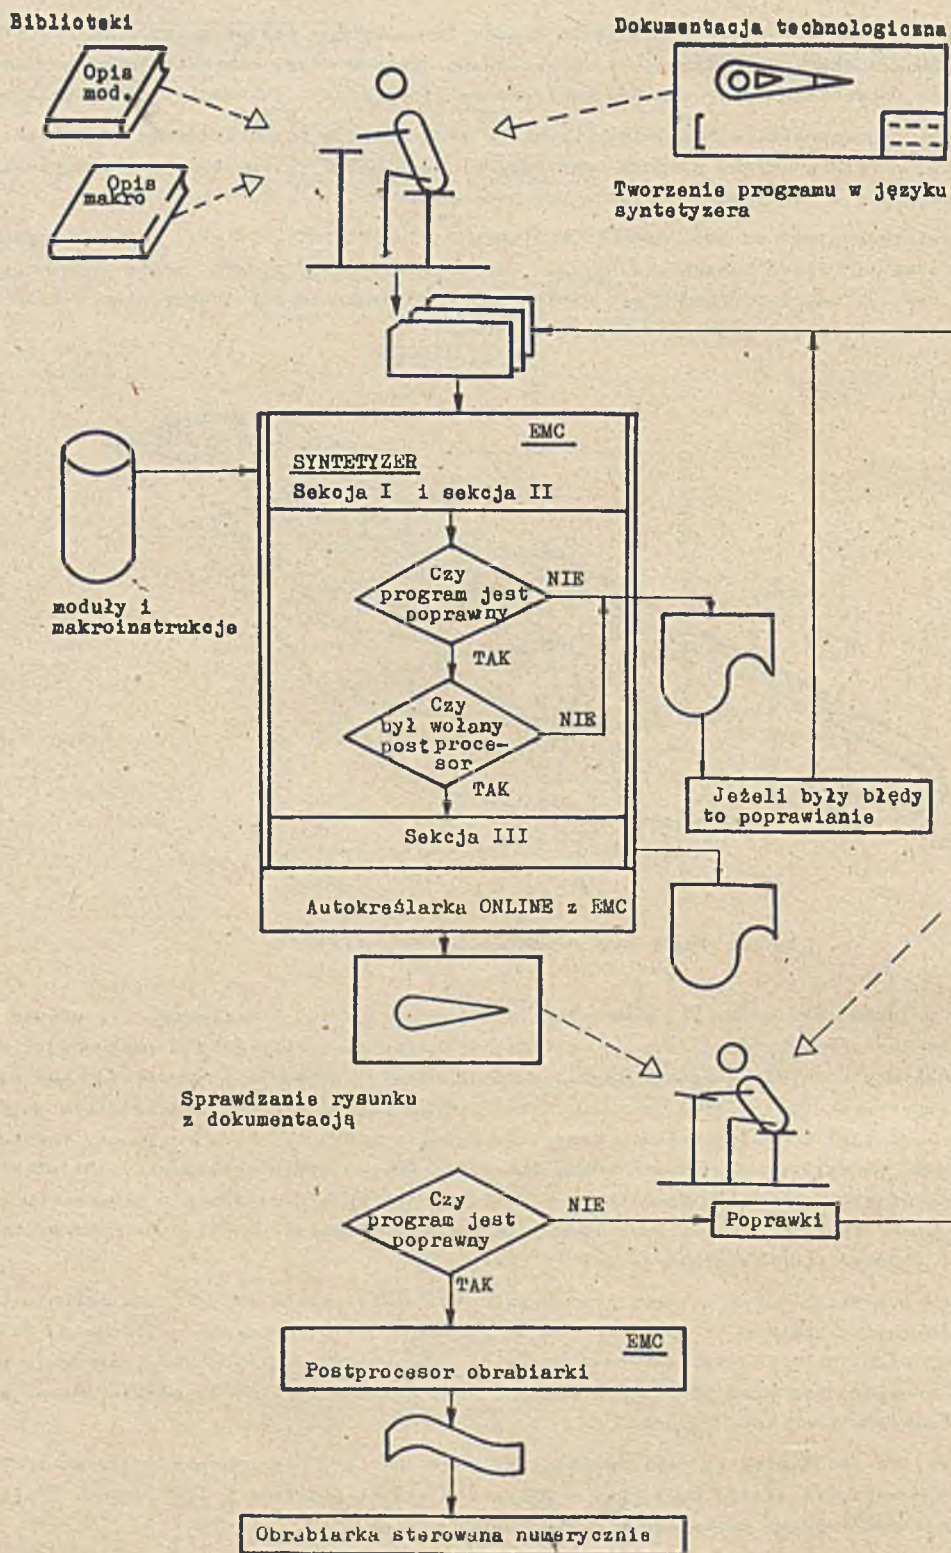 Biblioteki
Dokumentacja technologiczna
Opis
mod.
Opis
makro
Tworzenie programu w języku
syntetyzera
EMC
SYNTETYZER
Sekcja I i sekcja II
moduły i
makroinstrukcje
Czy
program jest
poprawny
NIE
TAK
Czy
był wołany
postproce-
sor
NIE
TAK
Jeżeli były błędy
to poprawianie
Sekcja III
Autokreślarka ONLINE z EMC
Sprawdzanie rysunku
z dokumentacją
Czy
program jest
poprawny
NIE
Poprawki
TAK
EMC
Postprocesor obrabiarki
Obrabiarka sterowana numerycznie